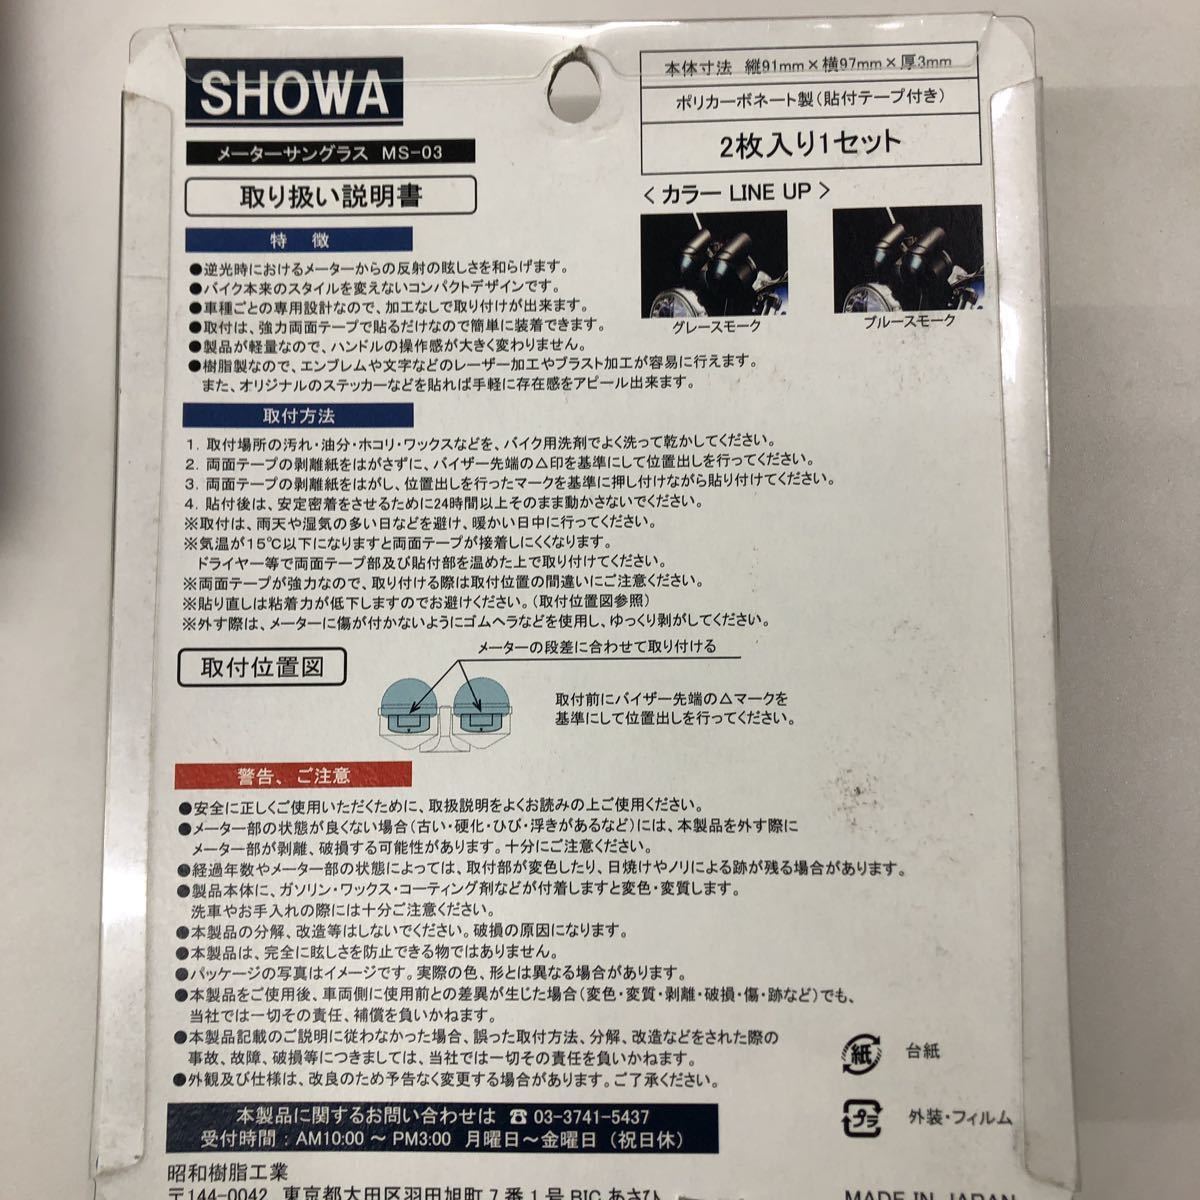 SHOWA
メーターサングラス MS-03
取り扱い説明書
本体寸法 縦91mm×横97mm×厚3mm
ポリカーボネート製(貼付テープ付き)
2枚入り1セット
< カラー LINE UP >
グレースモーク
ブルースモーク
特 徴
●逆光時におけるメーターからの反射の眩しさを和らげます。
●バイク本来のスタイルを変えないコンパクトデザインです。
●車種ごとの専用設計なので、加工なしで取り付けが出来ます。
●取付は、強力両面テープで貼るだけなので簡単に装着できます。
●製品が軽量なので、ハンドルの操作感が大きく変わりません。
●樹脂製なので、エンブレムや文字などのレーザー加工やブラスト加工が容易に行えます。
また、オリジナルのステッカーなどを貼れば手軽に存在感をアピール出来ます。
取付方法
1. 取付場所の汚れ・油分・ホコリ・ワックスなどを、バイク用洗剤でよく洗って乾かしてください。
2. 両面テープの剥離紙をはがさずに、バイザー先端の△印を基準にして位置出しを行ってください。
3. 両面テープの剥離紙をはがし、位置出しを行ったマークを基準に押し付けながら貼り付けてください。
4. 貼付後は、安定密着をさせるために24時間以上そのまま動かさないでください。
※取付は、雨天や湿気の多い日などを避け、暖かい日中に行ってください。
※気温が15℃以下になりますと両面テープが接着しにくくなります。
ドライヤー等で両面テープ部及び貼付部を温めた上で取り付けてください。
※両面テープが強力なので、取り付ける際は取付位置の間違いにご注意ください。
※貼り直しは粘着力が低下しますのでお避けください。(取付位置図参照)
※外す際は、メーターに傷が付かないようにゴムヘラなどを使用し、ゆっくり剥がしてください。
取付位置図
メーターの段差に合わせて取り付ける
取付前にバイザー先端の△マークを
基準にして位置出しを行ってください。
警告、ご注意
●安全に正しくご使用いただくために、取扱説明をよくお読みの上ご使用ください。
●メーター部の状態が良くない場合(古い・硬化・ひび・浮きがあるなど)には、本製品を外す際に
メーター部が剥離、破損する可能性があります。十分にご注意ください。
●経過年数やメーター部の状態によっては、取付部が変色したり、日焼けやノリによる跡が残る場合があります。
●製品本体に、ガソリン・ワックス・コーティング剤などが付着しますと変色・変質します。
洗車やお手入れの際には十分ご注意ください。
●本製品の分解、改造等はしないでください。破損の原因になります。
●本製品は、完全に眩しさを防止できる物ではありません。
●パッケージの写真はイメージです。実際の色、形とは異なる場合があります。
●本製品をご使用後、車両側に使用前との差異が生じた場合(変色・変質・剥離・破損・傷・跡など)でも、
当社では一切その責任、補償を負いかねます。
●本製品記載のご説明に従わなかった場合、誤った取付方法、分解、改造などをされた際の
事故、故障、破損等につきましては、当社では一切その責任を負いかねます。
●外観及び仕様は、改良のため予告なく変更する場合があります。ご了承ください。
紙 台紙
プラ 外装・フィルム
本製品に関するお問い合わせは ☎ 03-3741-5437
受付時間:AM10:00 ~ PM3:00 月曜日~金曜日(祝日休)
昭和樹脂工業
〒144-0042 東京都大田区羽田旭町7番1号 BIC あさひ
MADE IN JAPAN